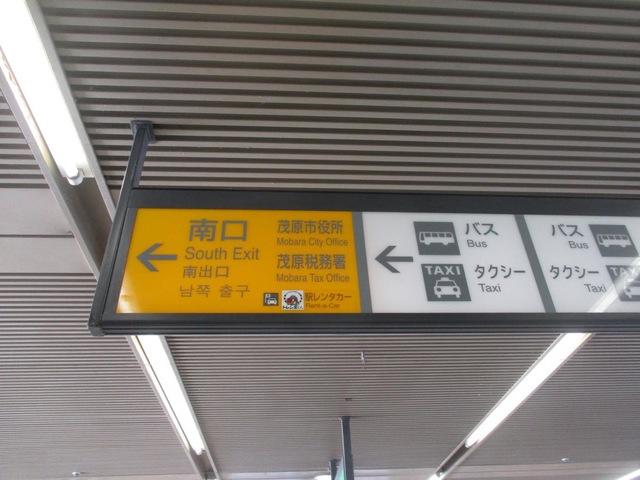 南口
South Exit
南出口
남쪽 출구
茂原市役所
Mobara City Office
茂原税務署
Mobara Tax Office
駅レンタカー
Rent-a-Car
バス
Bus
TAXI
タクシー
Taxi
バス
Bus
タクシー
Taxi